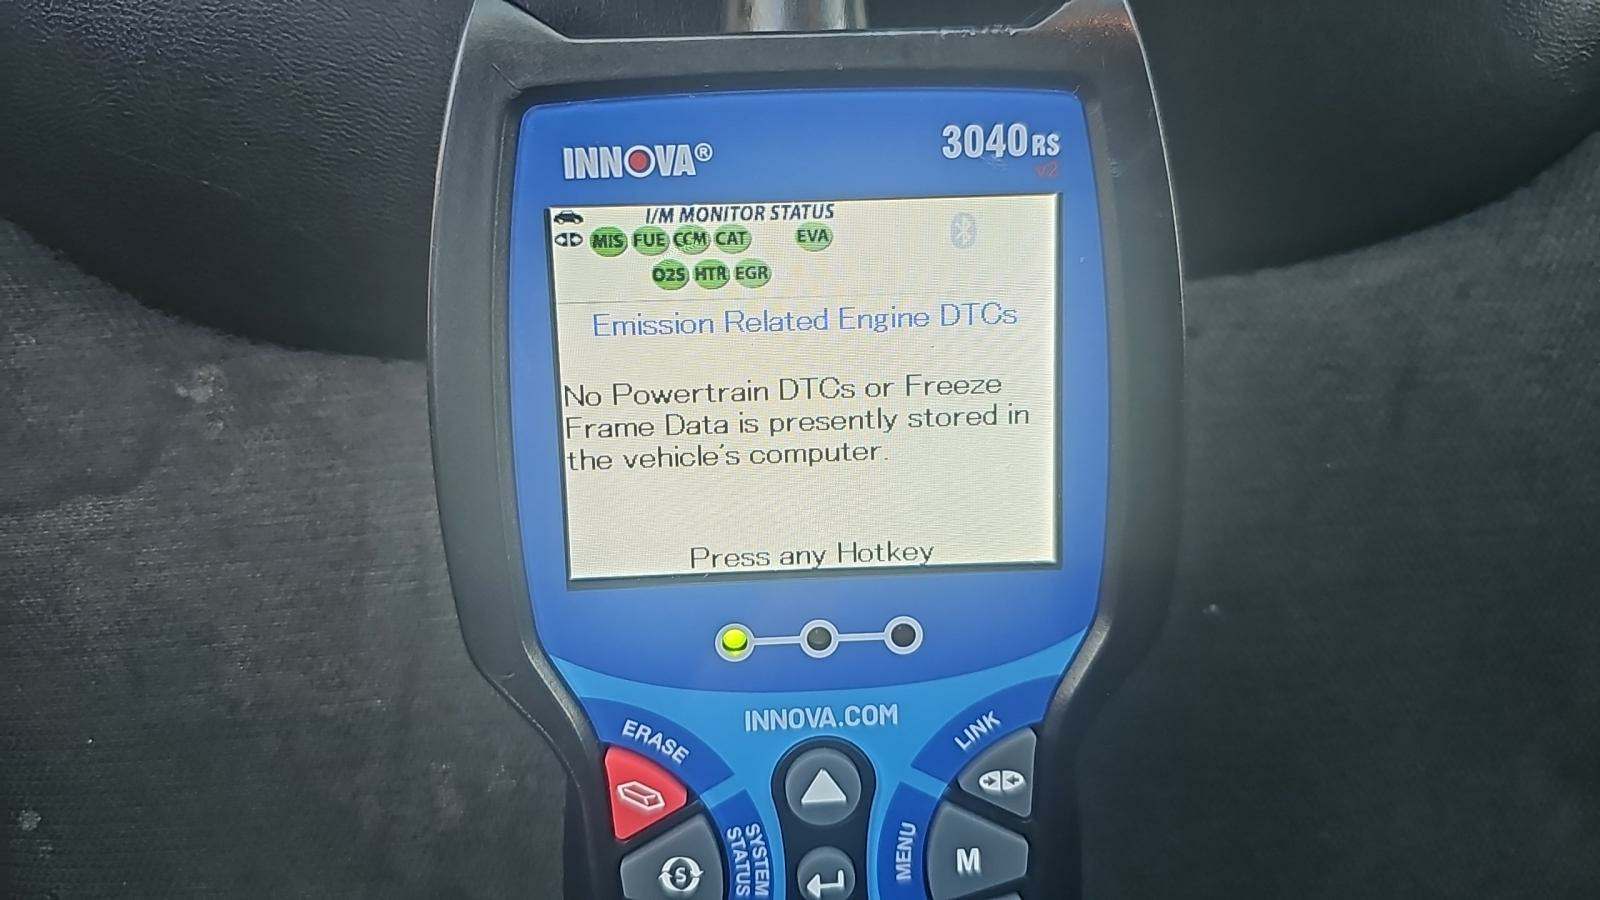 INNOVA®
3040RS
v2
I/M MONITOR STATUS
MIS FUE CCM CAT EVA
O2S HTR EGR
Emission Related Engine DTCs
No Powertrain DTCs or Freeze
Frame Data is presently stored in
the vehicle's computer.
Press any Hotkey
INNOVA.COM
ERASE
LINK
SYSTEM
STATUS
S
MENU
M